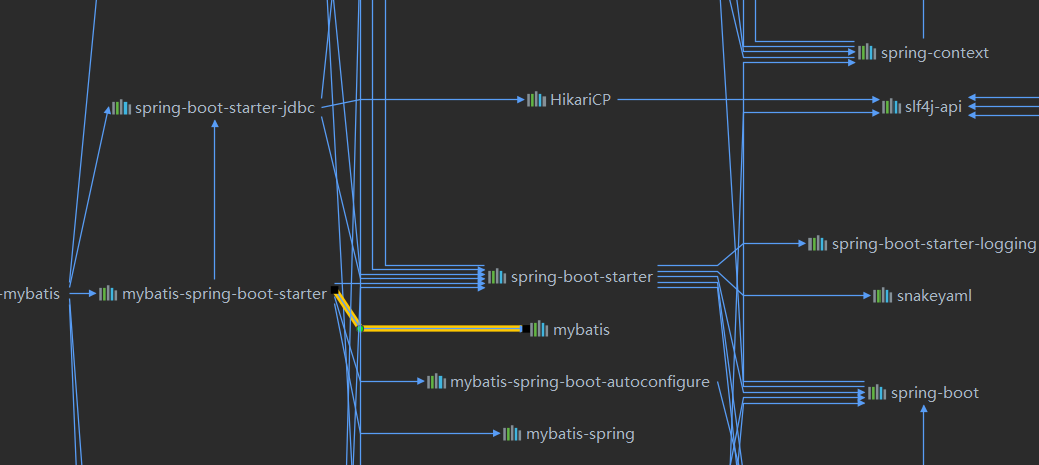 spring-context
HikariCP
slf4j-api
spring-boot-starter-jdbc
spring-boot-starter-logging
spring-boot-starter
-mybatis
mybatis-spring-boot-starter
snakeyaml
mybatis
mybatis-spring-boot-autoconfigure
spring-boot
mybatis-spring